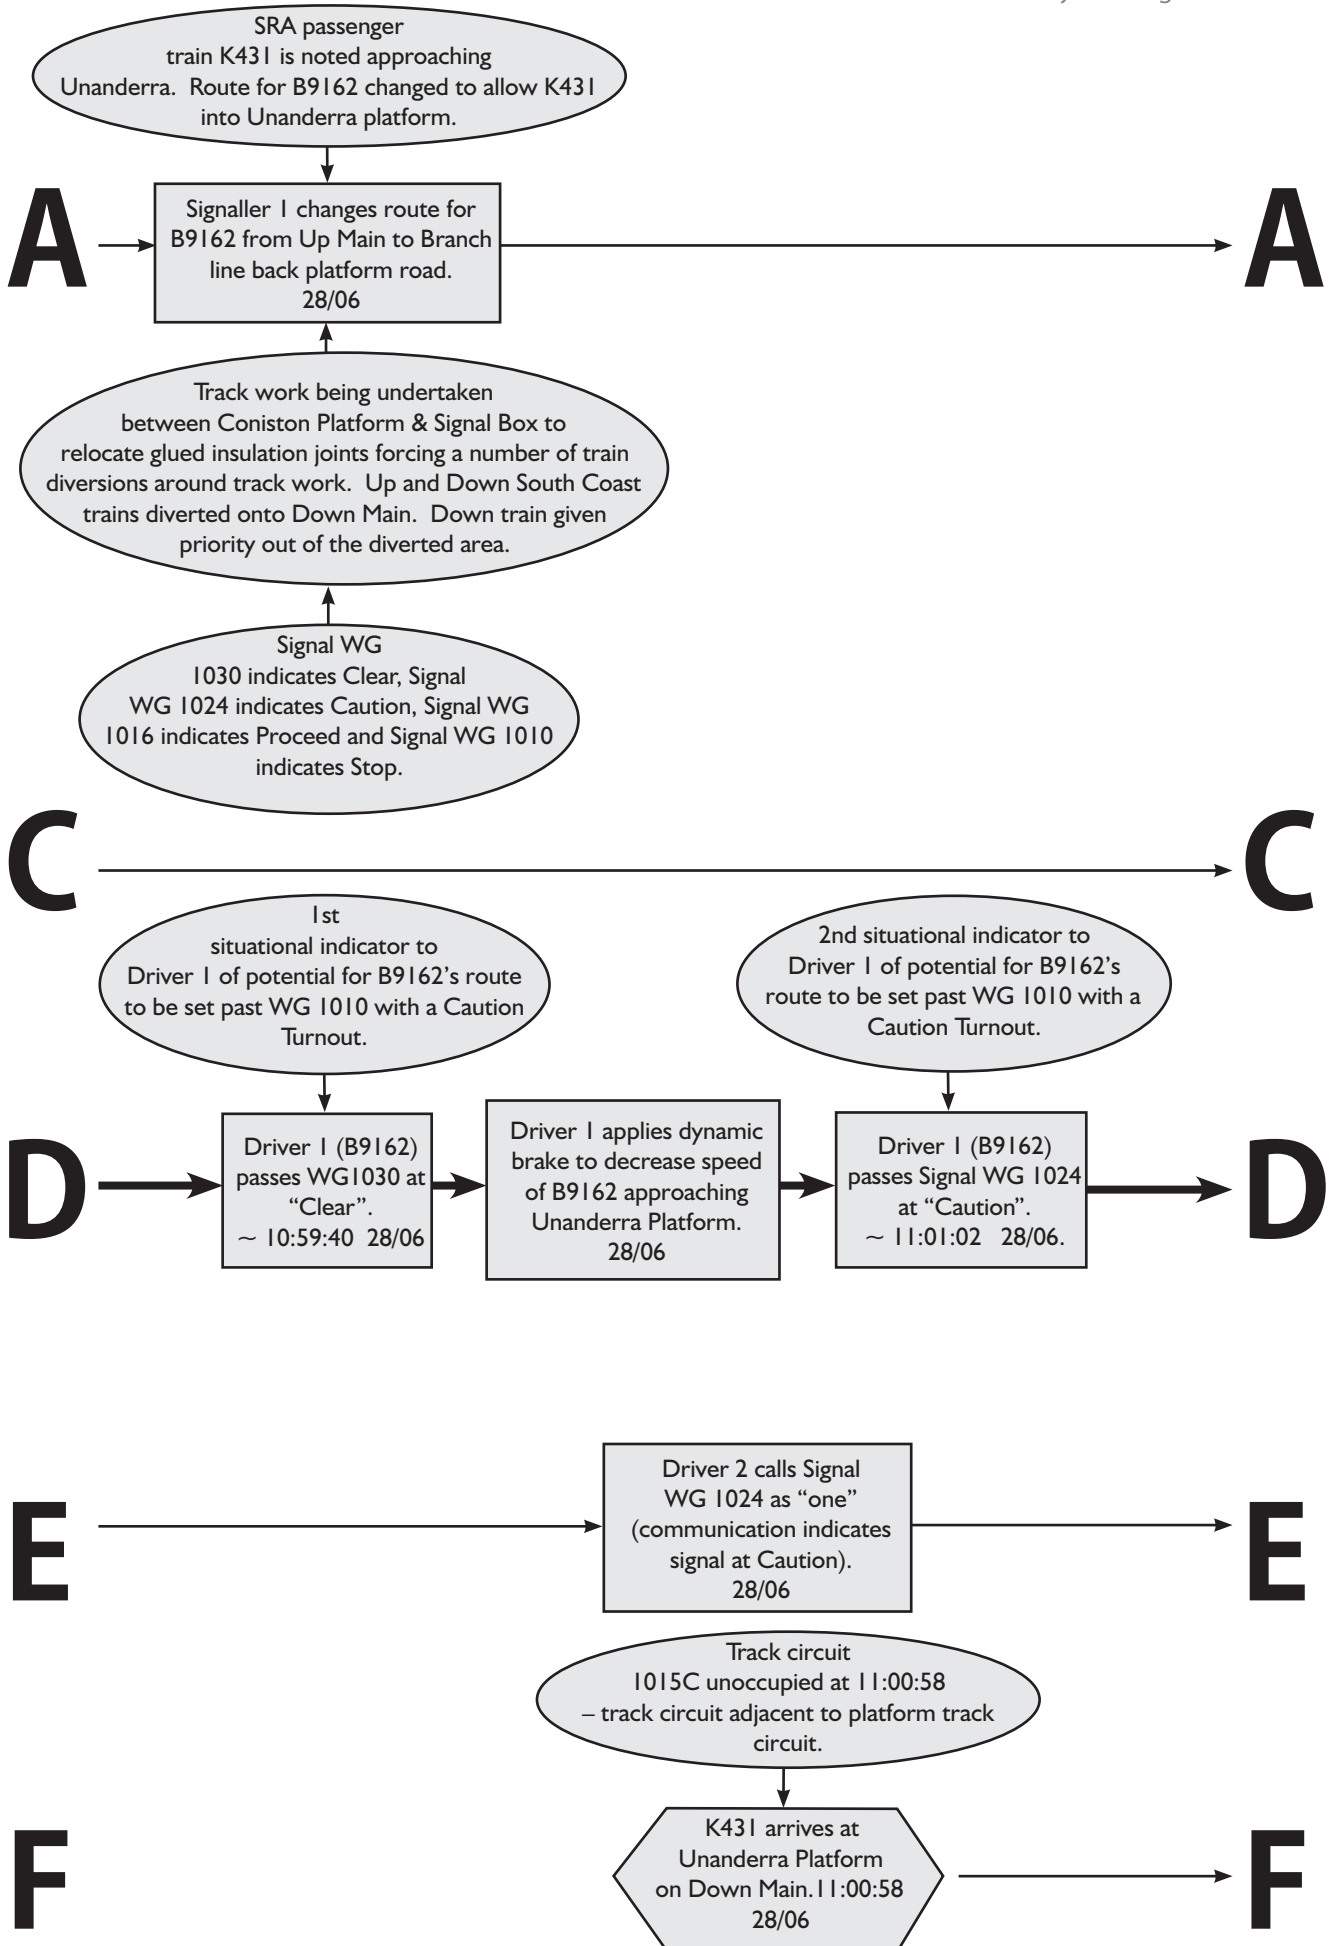 SRA passenger
train K431 is noted approaching
Unanderra. Route for B9162 changed to allow K431
into Unanderra platform.
A
Signaller 1 changes route for
B9162 from Up Main to Branch
line back platform road.
28/06
A
Track work being undertaken
between Coniston Platform & Signal Box to
relocate glued insulation joints forcing a number of train
diversions around track work. Up and Down South Coast
trains diverted onto Down Main. Down train given
priority out of the diverted area.
Signal WG
1030 indicates Clear, Signal
WG 1024 indicates Caution, Signal WG
1016 indicates Proceed and Signal WG 1010
indicates Stop.
C
C
1st
situational indicator to
Driver 1 of potential for B9162's route
to be set past WG 1010 with a Caution
Turnout.
2nd situational indicator to
Driver 1 of potential for B9162's
route to be set past WG 1010 with a
Caution Turnout.
D
Driver 1 (B9162)
passes WG1030 at
“Clear”.
~ 10:59:40 28/06
Driver 1 applies dynamic
brake to decrease speed
of B9162 approaching
Unanderra Platform.
28/06
Driver 1 (B9162)
passes Signal WG 1024
at “Caution”.
~ 11:01:02 28/06.
D
E
Driver 2 calls Signal
WG 1024 as “one”
(communication indicates
signal at Caution).
28/06
E
Track circuit
1015C unoccupied at 11:00:58
– track circuit adjacent to platform track
circuit.
F
K431 arrives at
Unanderra Platform
on Down Main.11:00:58
28/06
F